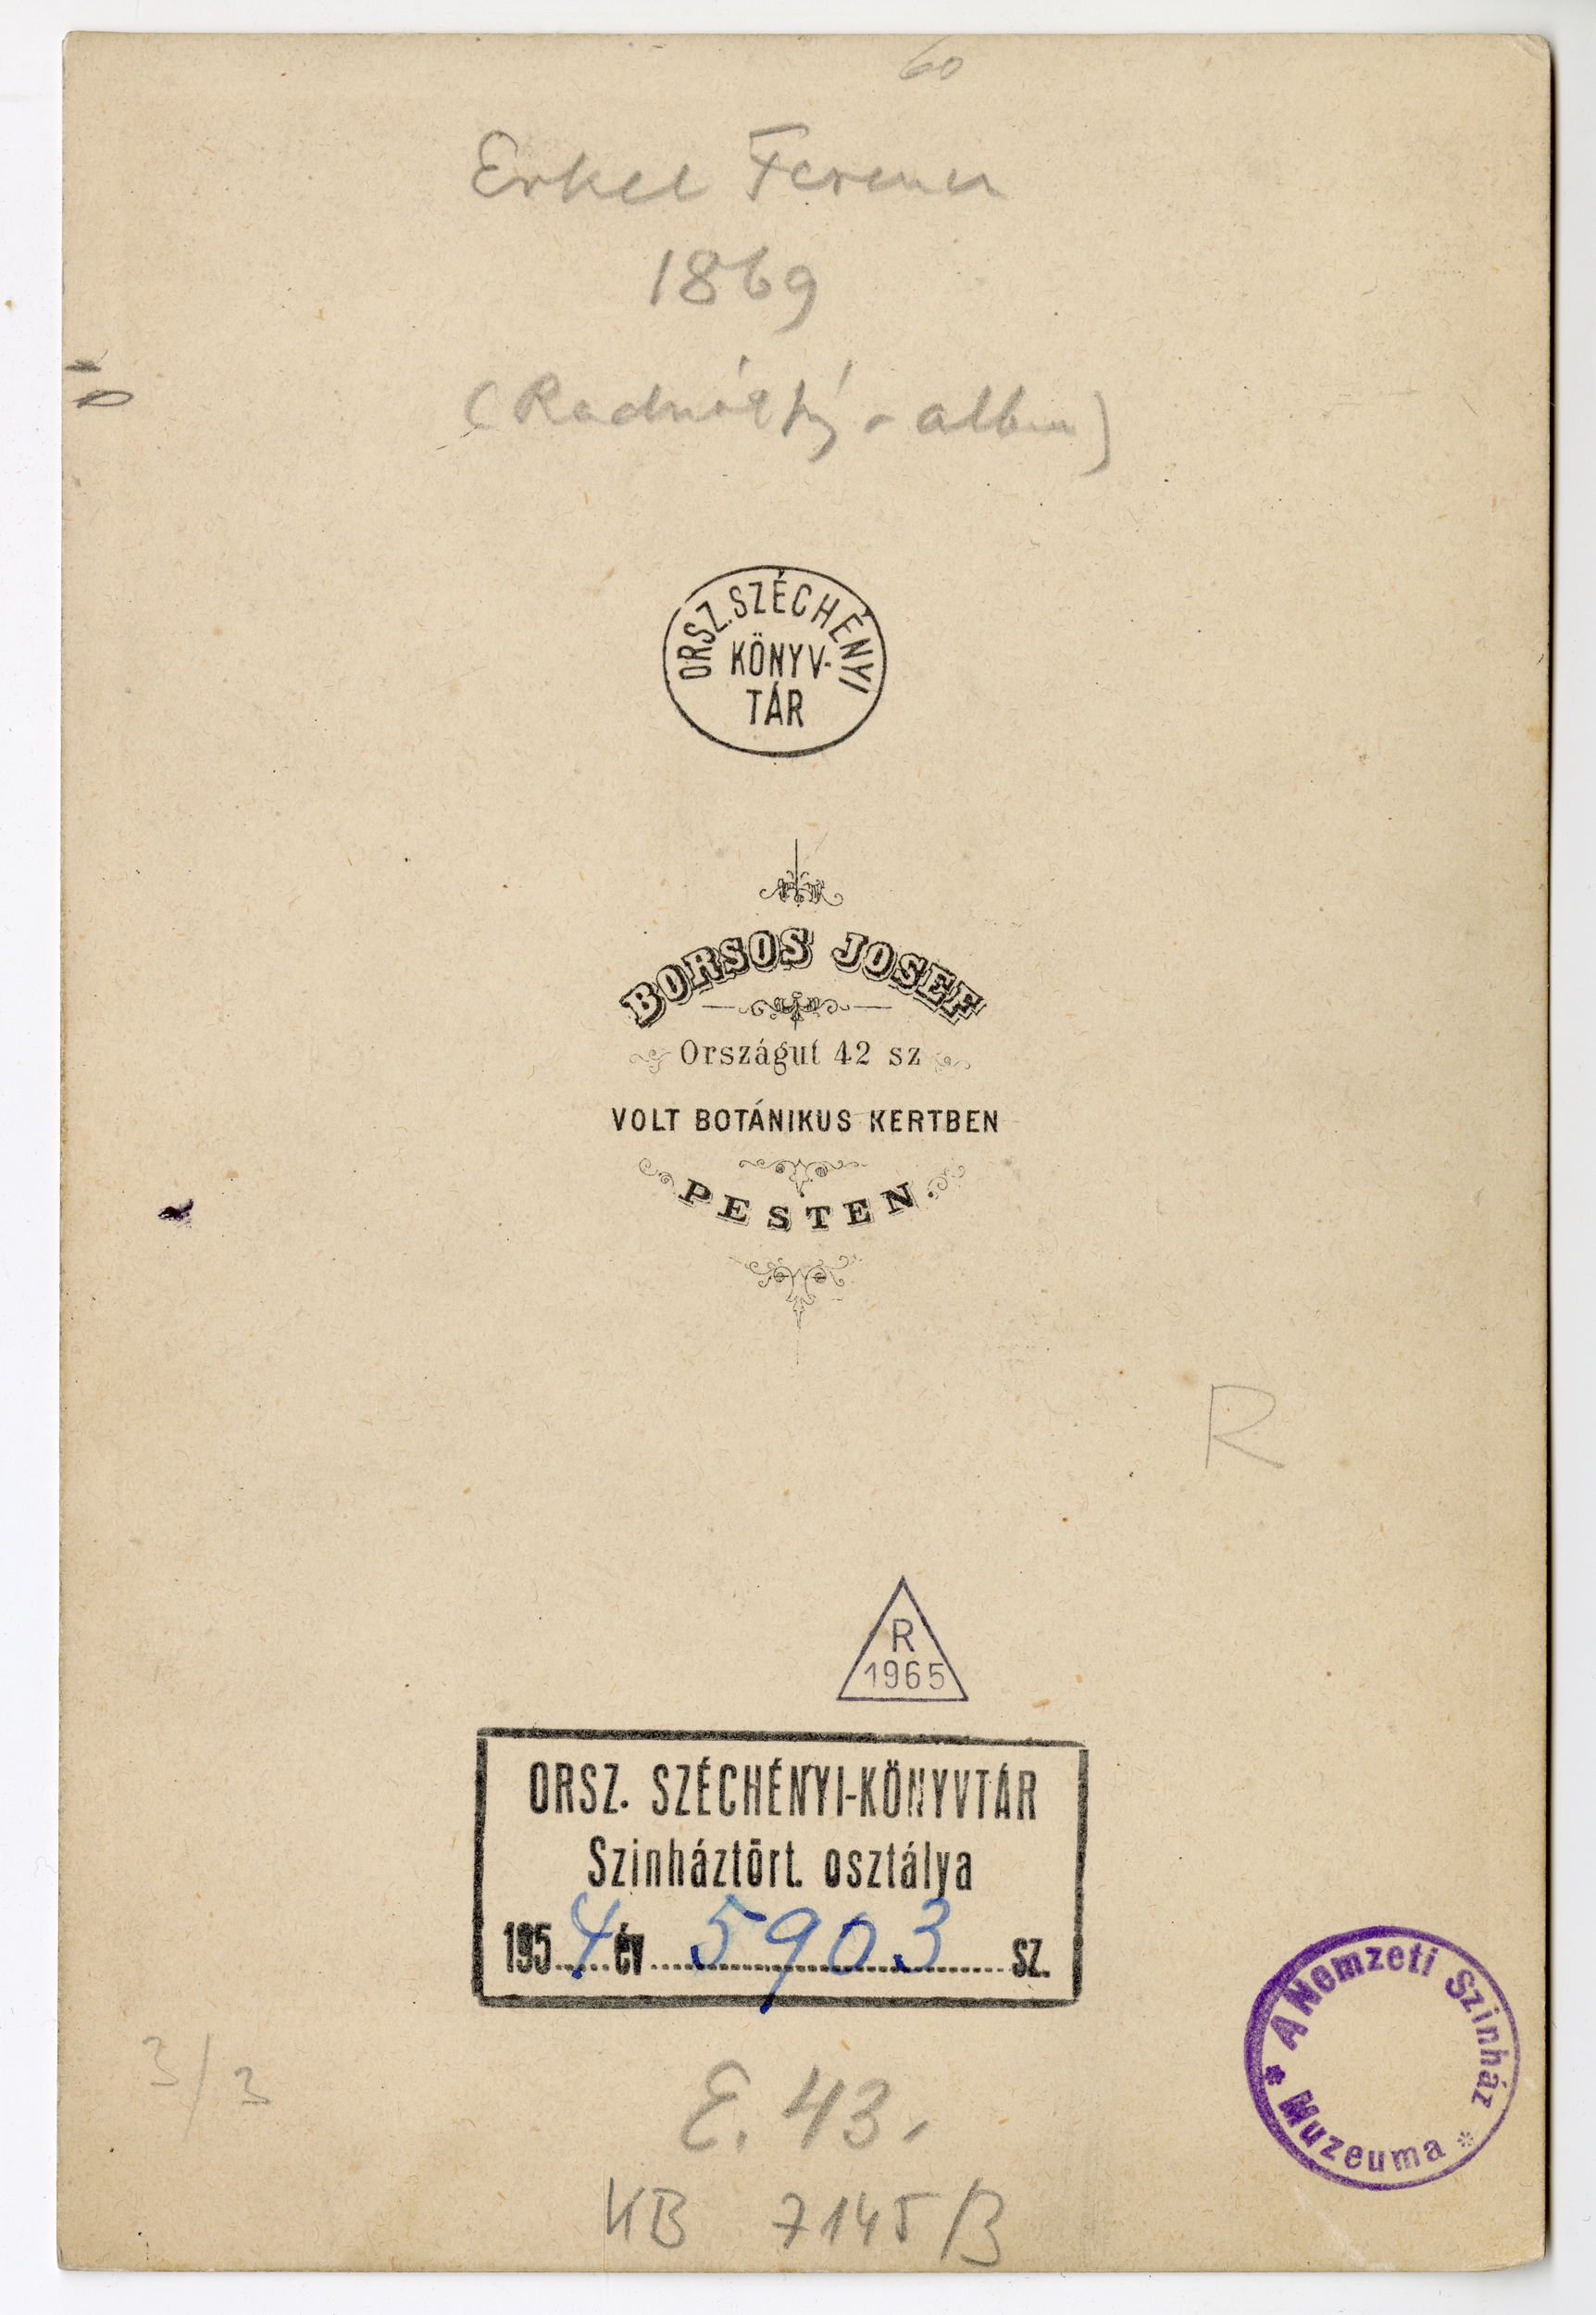 60
Erkel Ferenc
1869
(Radnótfáy-album)
ORSZ. SZÉCHÉNYI
KÖNYV-
TÁR
BORSOS JOSEF
Országut 42 sz
VOLT BOTÁNIKUS KERTBEN
PESTEN.
R
R
1965
ORSZ. SZÉCHÉNYI-KÖNYVTÁR
Szinháztört. osztálya
1954 év 5903 sz.
A Nemzeti Szinház
* Muzeuma *
3/3
E. 43.
KB 7145/3